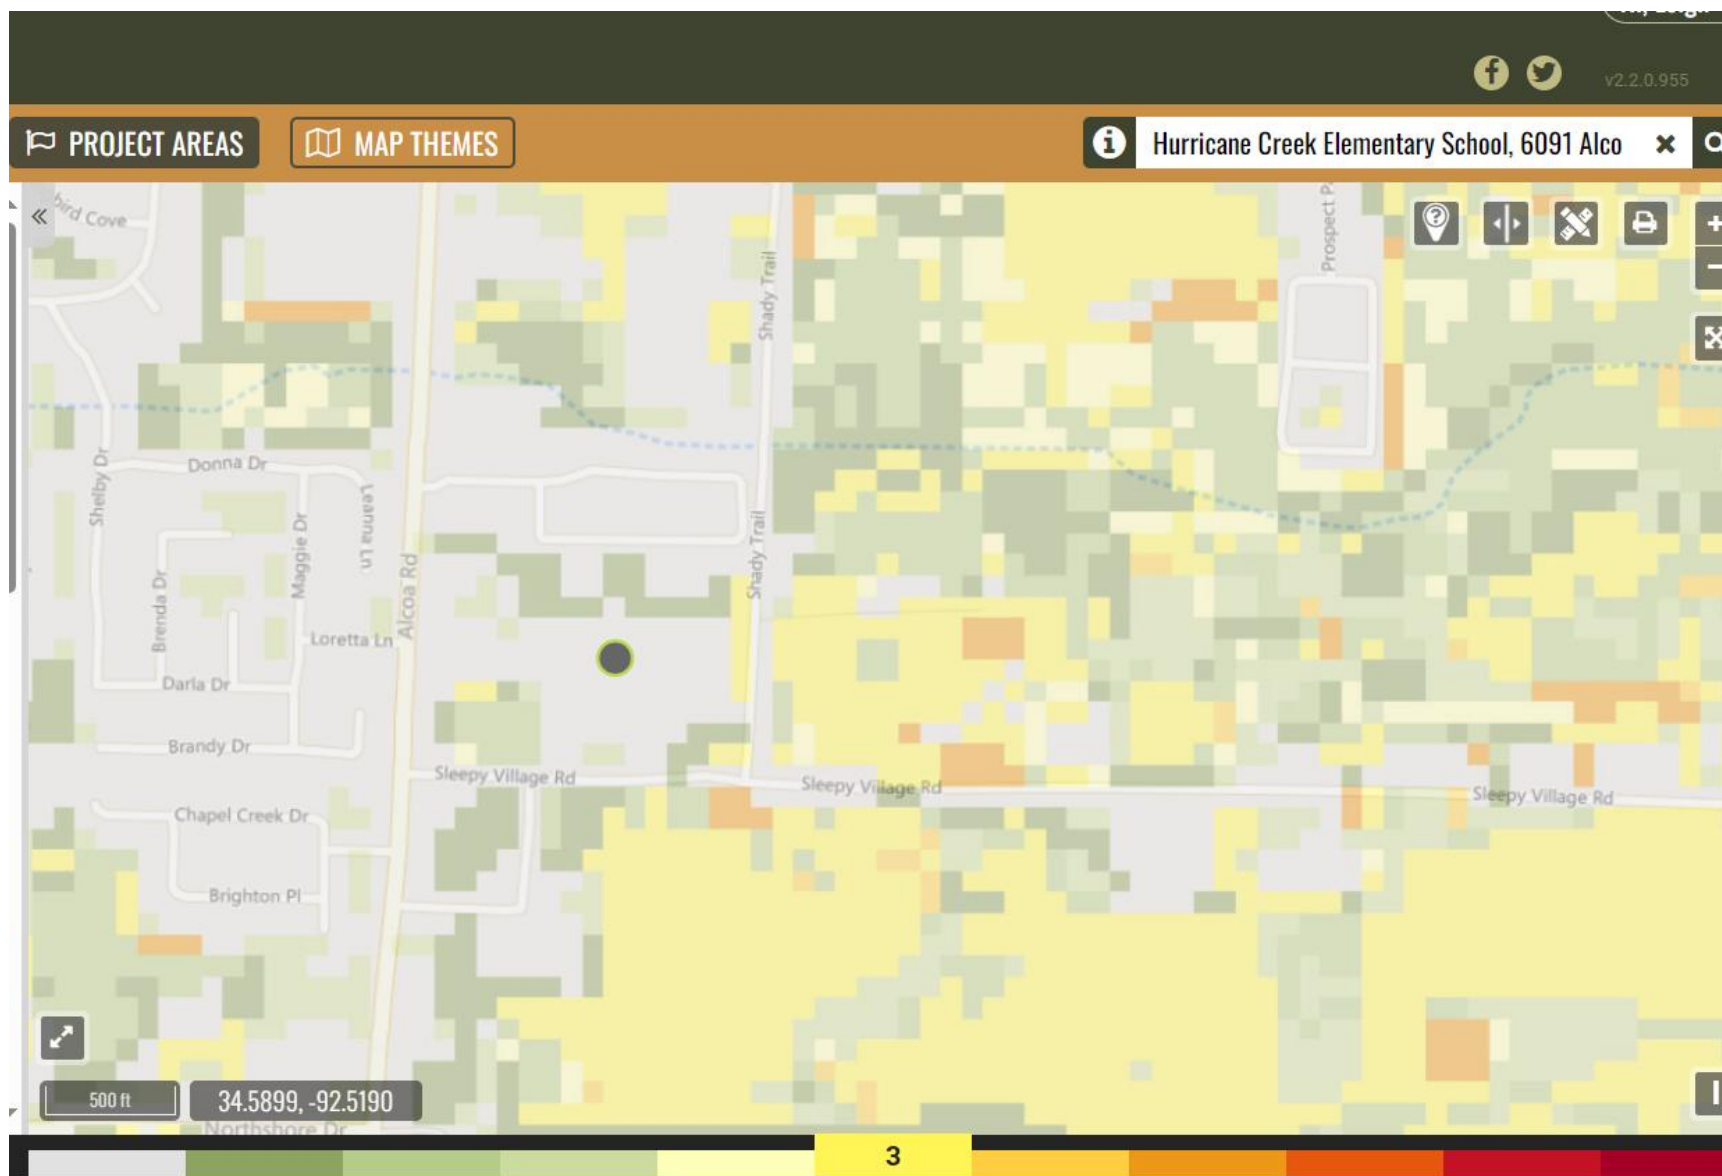 v2.2.0.955
PROJECT AREAS
MAP THEMES
Hurricane Creek Elementary School, 6091 Alco
Cove
Prospect
Shady Trail
Donna Dr
Shelby Dr
Leanna Ln
Maggie Dr
Shady Trail
Alcoa Rd
Brenda Dr
Loretta Ln
Darla Dr
Brandy Dr
Sleepy Village Rd
Sleepy Village Rd
Sleepy Village Rd
Chapel Creek Dr
Brighton Pl
500 ft
34.5899, -92.5190
Northshore Dr
3